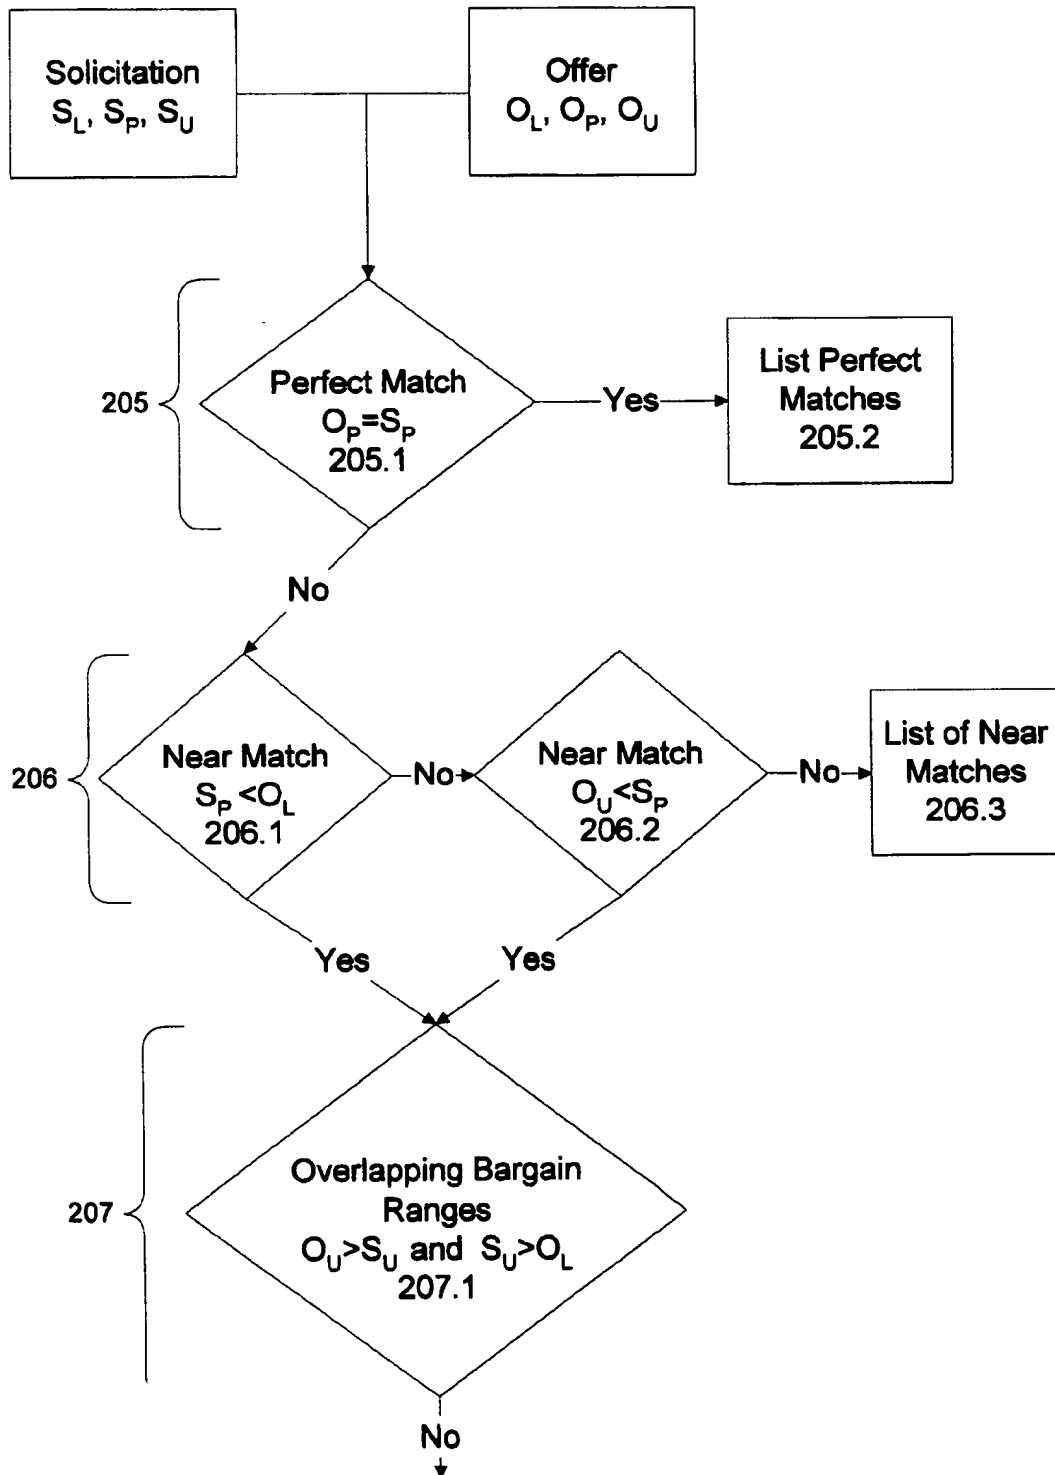 Solicitation
S_L, S_P, S_U
Offer
O_L, O_P, O_U
205
Perfect Match
O_P=S_P
205.1
Yes
List Perfect
Matches
205.2
No
206
Near Match
S_P <O_L
206.1
No
Near Match
O_U<S_P
206.2
No
List of Near
Matches
206.3
Yes
Yes
207
Overlapping Bargain
Ranges
O_U>S_U and S_U>O_L
207.1
No